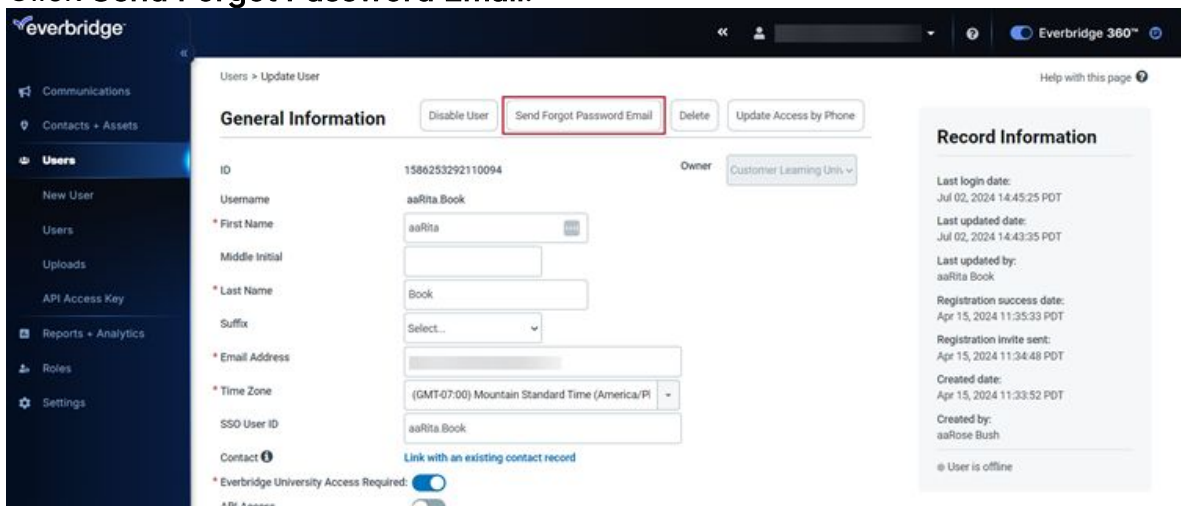 Click Send Forgot Password Email.
everbridge
Everbridge 360™
Communications
Contacts + Assets
Users
New User
Users
Uploads
API Access Key
Reports + Analytics
Roles
Settings
Users > Update User
Help with this page
General Information
Disable User
Send Forgot Password Email
Delete
Update Access by Phone
ID
1586253292110094
Owner
Customer Learning Univ
Username
aaRita.Book
* First Name
aaRita
Middle Initial
* Last Name
Book
Suffix
Select...
* Email Address
* Time Zone
(GMT-07:00) Mountain Standard Time (America/P
SSO User ID
aaRita.Book
Contact
Link with an existing contact record
* Everbridge University Access Required:
API Access
Record Information
Last login date:
Jul 02, 2024 14:45:25 PDT
Last updated date:
Jul 02, 2024 14:43:35 PDT
Last updated by:
aaRita Book
Registration success date:
Apr 15, 2024 11:35:33 PDT
Registration invite sent:
Apr 15, 2024 11:34:48 PDT
Created date:
Apr 15, 2024 11:33:52 PDT
Created by:
aaRose Bush
User is offline